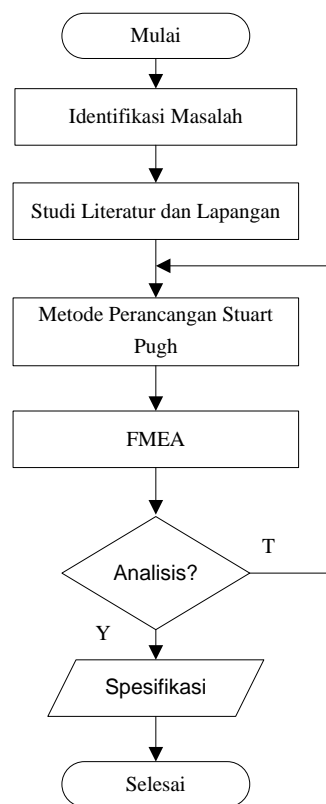 Mulai
Identifikasi Masalah
Studi Literatur dan Lapangan
Metode Perancangan Stuart
Pugh
FMEA
T
Analisis?
Y
Spesifikasi
Selesai